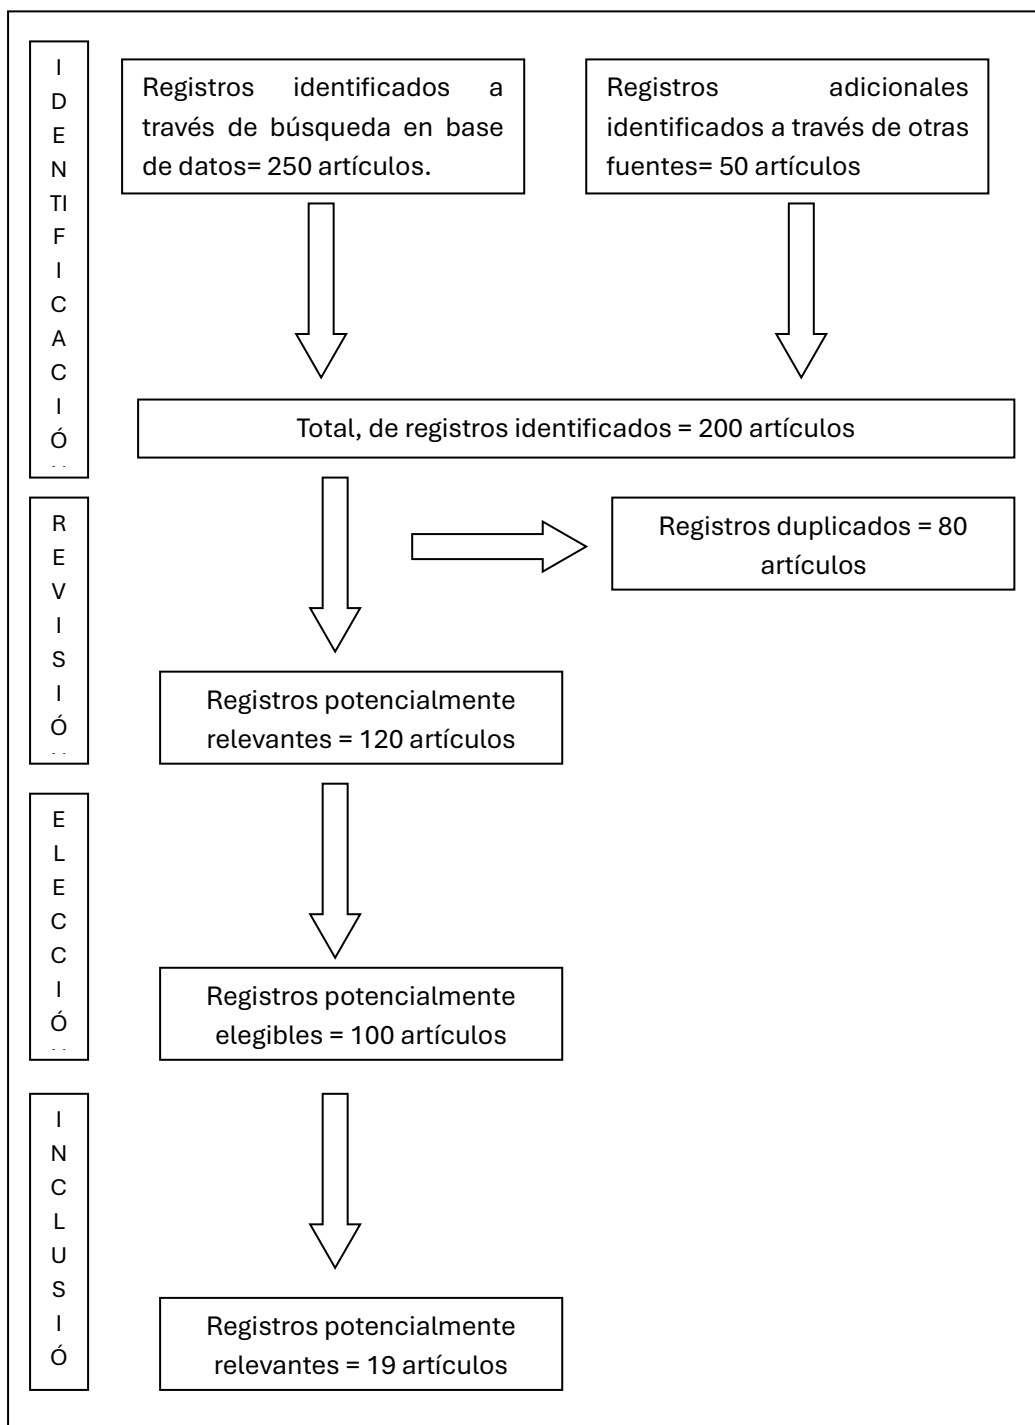 I
D
E
N
TI
F
I
C
A
C
I
Ó
Registros identificados a
través de búsqueda en base
de datos= 250 artículos.
Registros adicionales
identificados a través de otras
fuentes= 50 artículos
Total, de registros identificados = 200 artículos
R
E
V
I
S
I
Ó
Registros duplicados = 80
artículos
Registros potencialmente
relevantes = 120 artículos
E
L
E
C
C
I
Ó
Registros potencialmente
elegibles = 100 artículos
I
N
C
L
U
S
I
Ó
Registros potencialmente
relevantes = 19 artículos